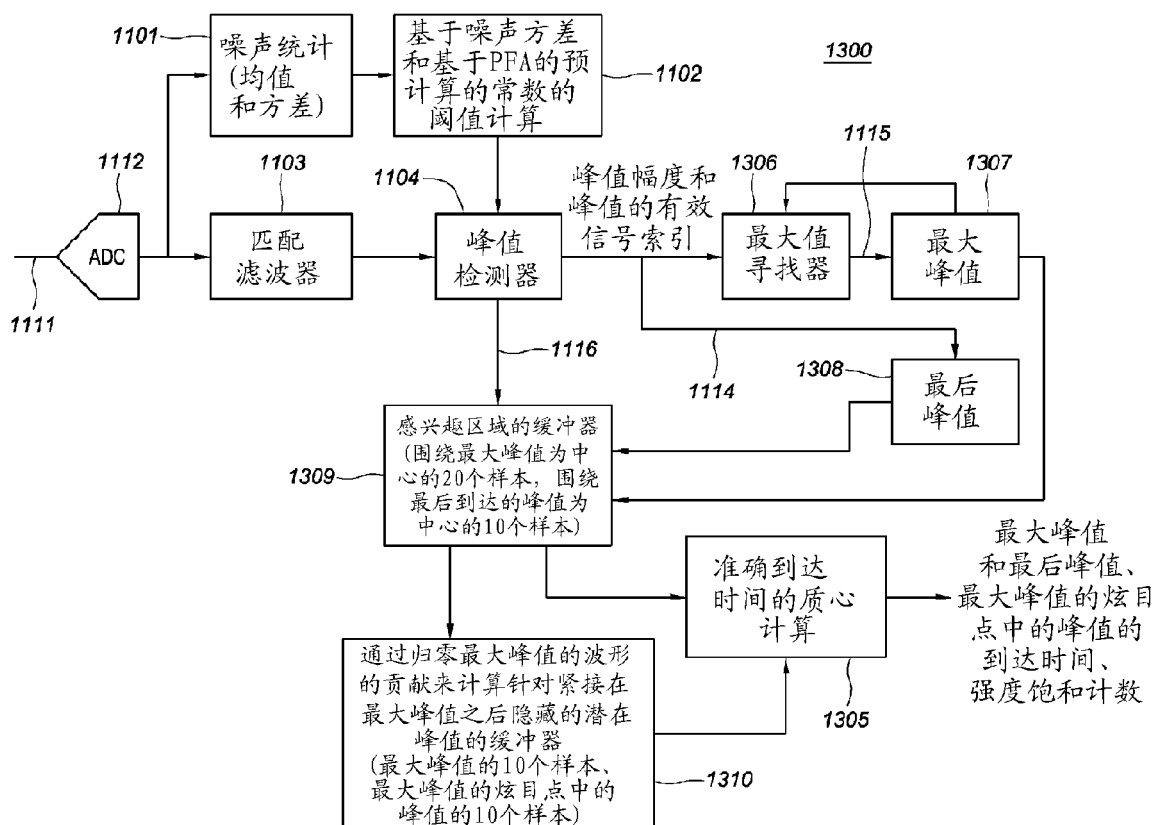 1101
噪声统计
(均值
和方差)
基于噪声方差
和基于PFA的预
计算的常数的
阈值计算
1102
1300
1112
ADC
1111
1103
匹配
滤波器
1104
峰值
检测器
峰值幅度和
峰值的有效
信号索引
1306
最大值
寻找器
1115
1307
最大
峰值
1116
1114
1308
最后
峰值
1309
感兴趣区域的缓冲器
(围绕最大峰值为中
心的20个样本，围绕
最后到达的峰值为
中心的10个样本)
准确到达
时间的质心
计算
1305
最大峰值
和最后峰值、
最大峰值的炫目
点中的峰值的
到达时间、
强度饱和计数
通过归零最大峰值的波形
的贡献来计算针对紧接在
最大峰值之后隐藏的潜在
峰值的缓冲器
(最大峰值的10个样本、
最大峰值的炫目点中的
峰值的10个样本)
1310